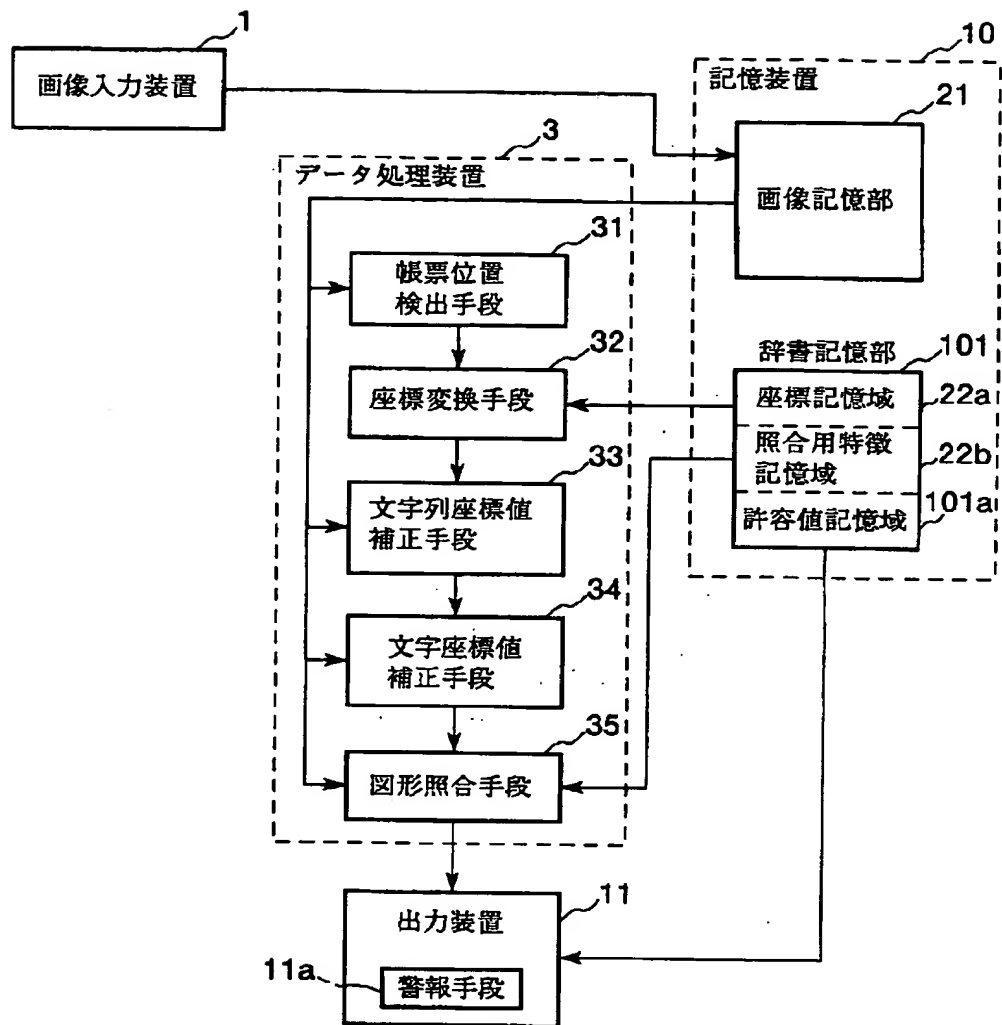 1
画像入力装置
10
記憶装置
21
画像記憶部
3
データ処理装置
31
帳票位置
検出手段
32
座標変換手段
33
文字列座標値
補正手段
34
文字座標値
補正手段
35
図形照合手段
辞書記憶部
101
座標記憶域
22a
照合用特徴
記憶域
22b
許容値記憶域
101a
出力装置
11
11a
警報手段